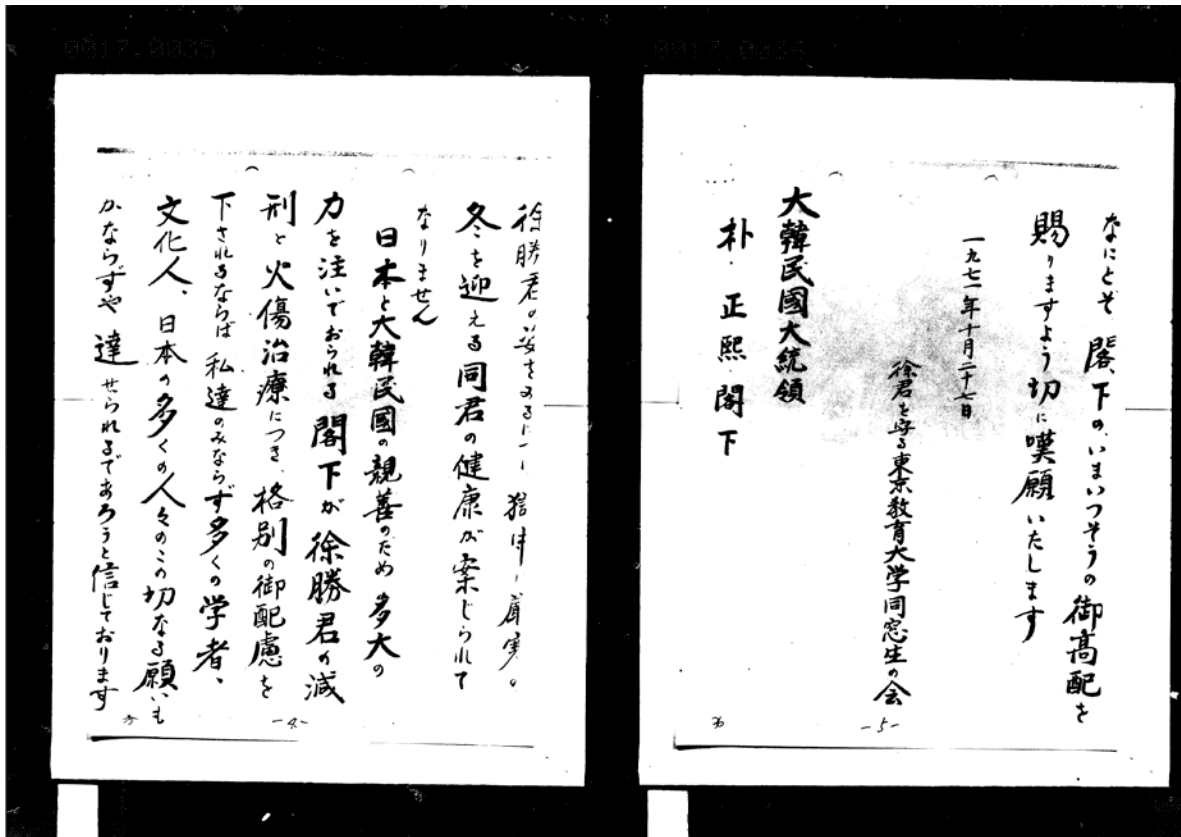 徐勝君の姿をみるに
冬を迎える同君の健康が案じられて
なりません
日本と大韓民國の親善のため多大の
力を注いでおられる閣下が徐勝君の減
刑と火傷治療につき、格別の御配慮を
下されるならば私達のみならず多くの学者、
文化人、日本の多くの人々のこの切なる願いも
かならずや達せられるであろうと信じております
-4-
なにとぞ閣下の、いまいつそうの御高配を
賜りますよう切に嘆願いたします
一九七一年十月二十七日
徐君を守る東京教育大学同窓生の会
大韓民國大統領
朴正熙閣下
-5-
0017.0035
0017.0034